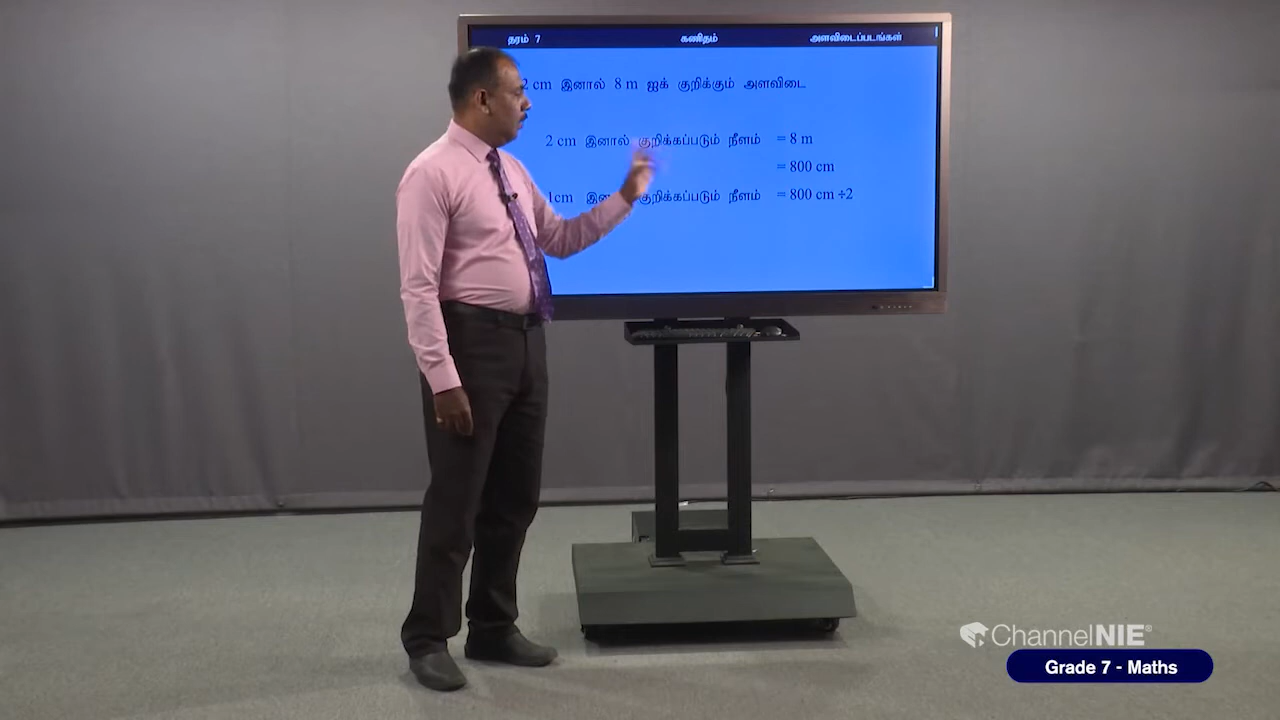 தரம் 7 கணிதம் அளவிடைப்படங்கள்
2 cm இனால் 8 m ஐக் குறிக்கும் அளவிடை
2 cm இனால் குறிக்கப்படும் நீளம் = 8 m
= 800 cm
1cm குறிக்கப்படும் நீளம் = 800 cm ÷2
ChannelNIE®
Grade 7 - Maths